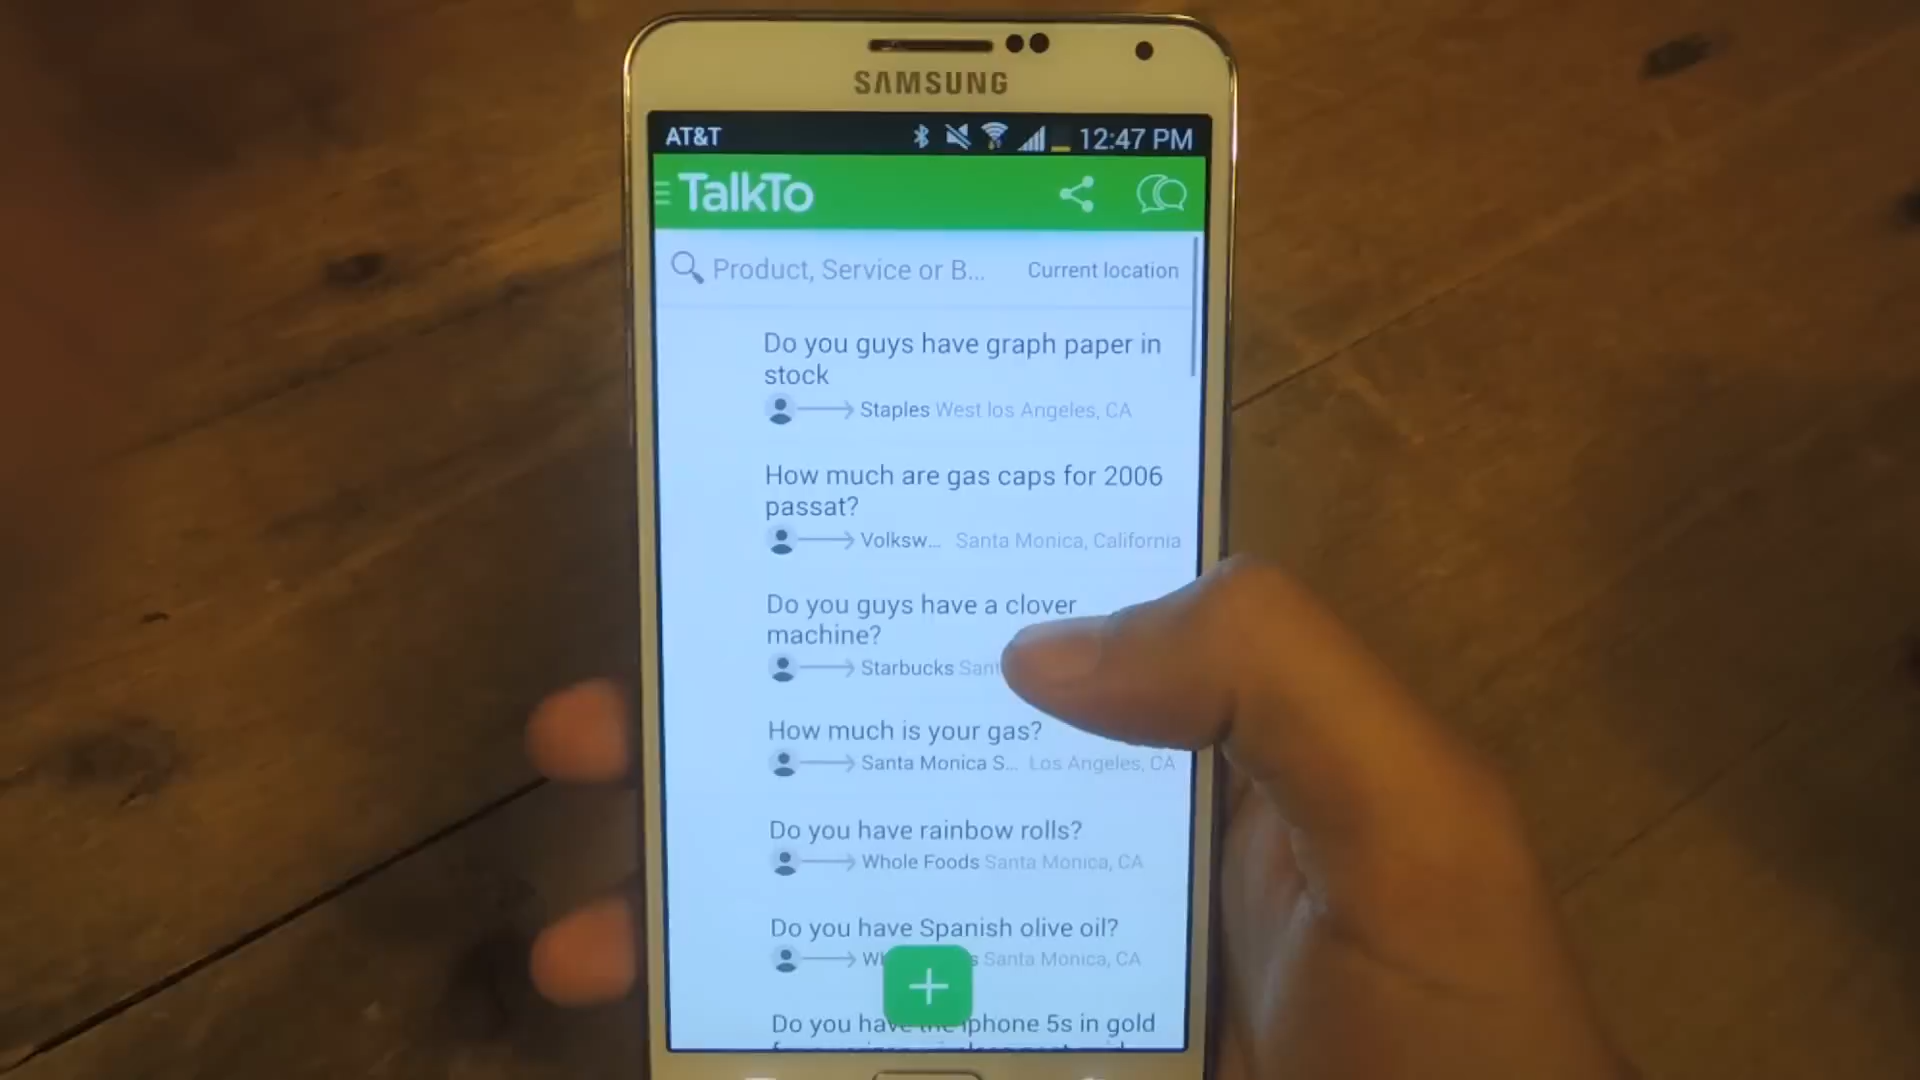 SAMSUNG
AT&T 12:47 PM
TalkTo
Product, Service or B... Current location
Do you guys have graph paper in
stock
Staples West los Angeles, CA
How much are gas caps for 2006
passat?
Volksw... Santa Monica, California
Do you guys have a clover
machine?
Starbucks Sant
How much is your gas?
Santa Monica S... Los Angeles, CA
Do you have rainbow rolls?
Whole Foods Santa Monica, CA
Do you have Spanish olive oil?
Santa Monica, CA
Do you have iphone 5s in gold